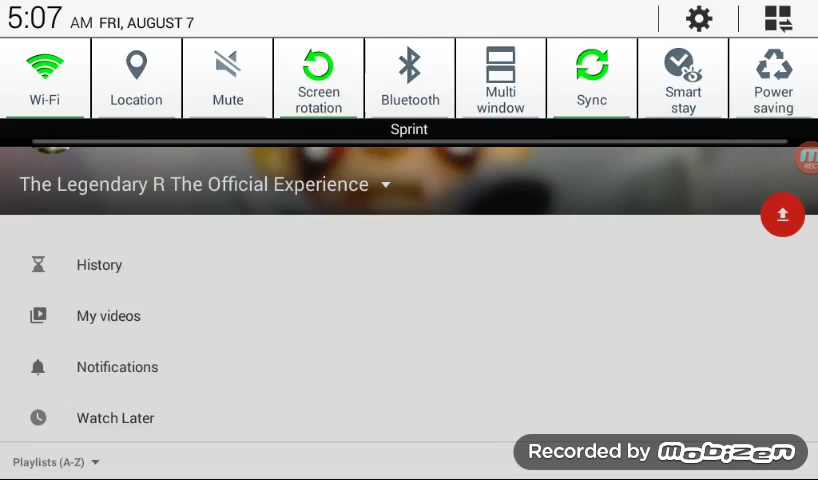 5:07 AM FRI, AUGUST 7
Wi-Fi
Location
Mute
Screen
rotation
Bluetooth
Multi
window
Sync
Smart
stay
Power
saving
Sprint
REC
The Legendary R The Official Experience
History
My videos
Notifications
Watch Later
Playlists (A-Z)
Recorded by mobizen